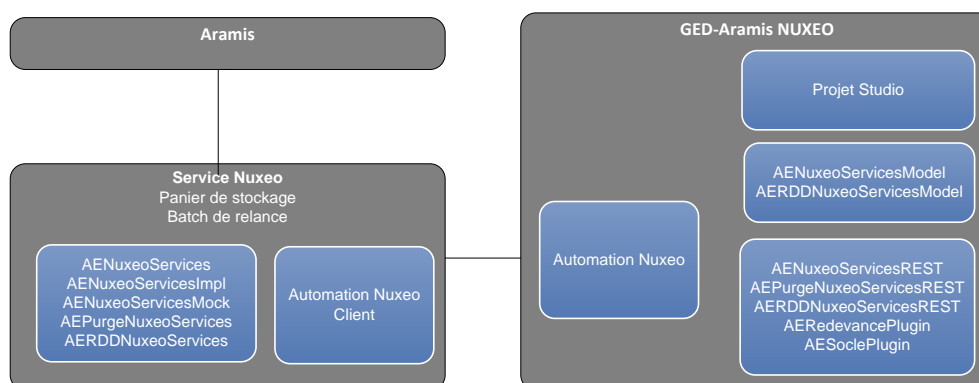 Aramis
Service Nuxeo
Panier de stockage
Batch de relance
AENuxeoServices
AENuxeoServicesImpl
AENuxeoServicesMock
AEPurgeNuxeoServices
AERDDNuxeoServices
Automation Nuxeo
Client
GED-Aramis NUXEO
Projet Studio
AENuxeoServicesModel
AERDDNuxeoServicesModel
Automation Nuxeo
AENuxeoServicesREST
AEPurgeNuxeoServicesREST
AERDDNuxeoServicesREST
AERedevancePlugin
AESoclePlugin